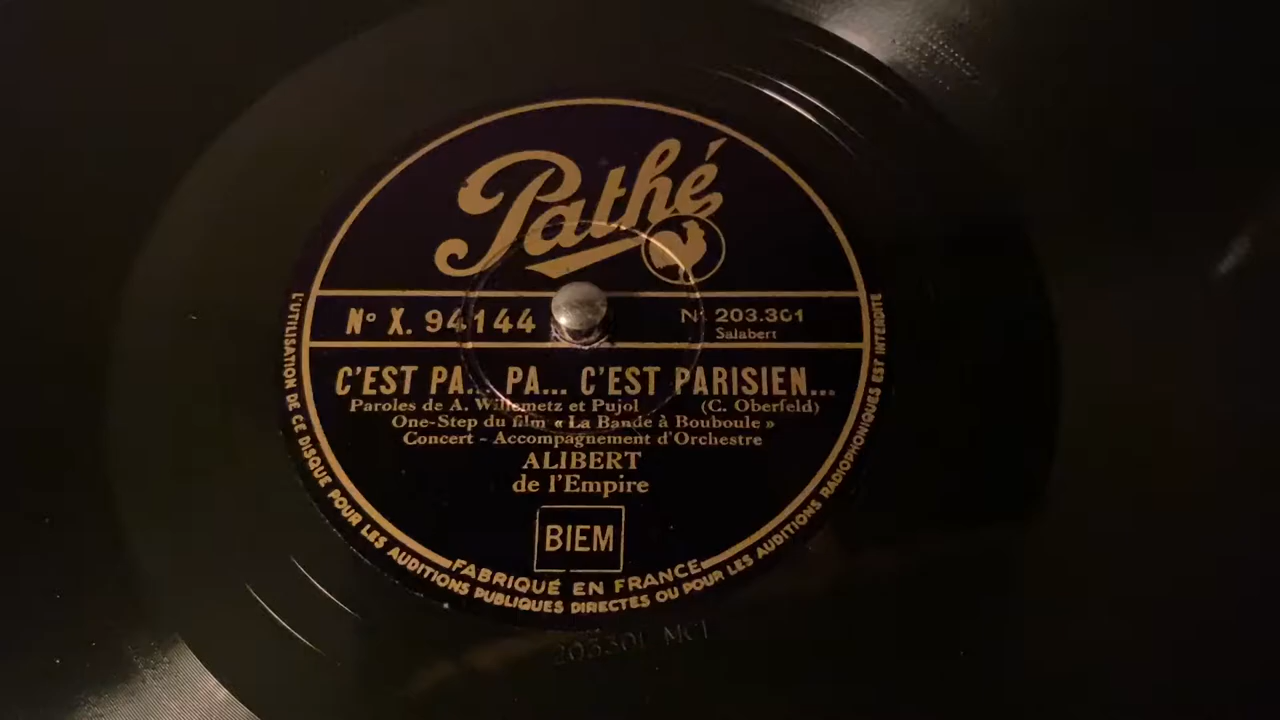 Pathé
Nº X. 94144
Nº 203.301
Salabert
C'EST PA... PA... C'EST PARISIEN...
Paroles de A. Willemetz et Pujol (C. Oberfeld)
One-Step du film « La Bande à Bouboule »
Concert - Accompagnement d'Orchestre
ALIBERT
de l'Empire
BIEM
FABRIQUÉ EN FRANCE
L'UTILISATION DE CE DISQUE POUR LES AUDITIONS PUBLIQUES DIRECTES OU POUR LES AUDITIONS RADIOPHONIQUES EST INTERDITE